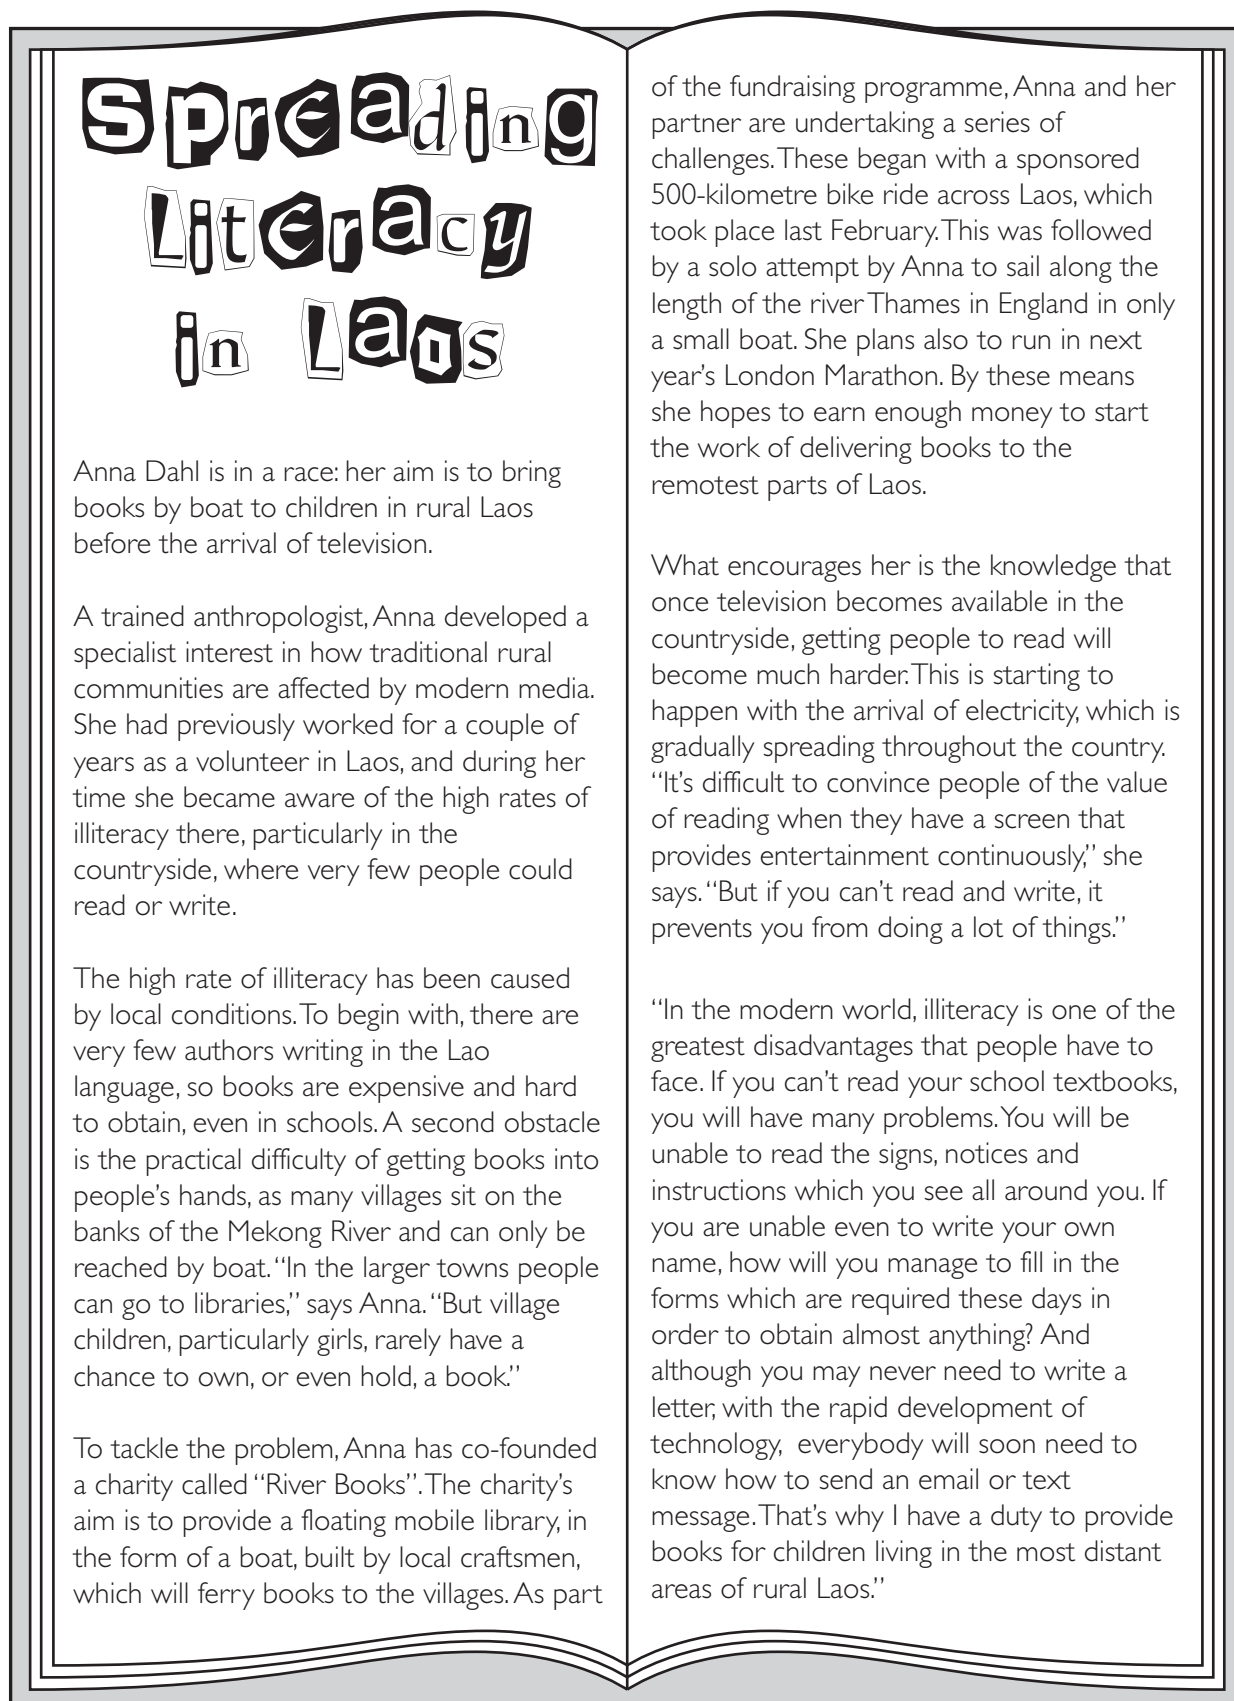 Spreading
Literacy
in Laos
Anna Dahl is in a race: her aim is to bring
books by boat to children in rural Laos
before the arrival of television.
A trained anthropologist, Anna developed a
specialist interest in how traditional rural
communities are affected by modern media.
She had previously worked for a couple of
years as a volunteer in Laos, and during her
time she became aware of the high rates of
illiteracy there, particularly in the
countryside, where very few people could
read or write.
The high rate of illiteracy has been caused
by local conditions. To begin with, there are
very few authors writing in the Lao
language, so books are expensive and hard
to obtain, even in schools. A second obstacle
is the practical difficulty of getting books into
people’s hands, as many villages sit on the
banks of the Mekong River and can only be
reached by boat. “In the larger towns people
can go to libraries,” says Anna. “But village
children, particularly girls, rarely have a
chance to own, or even hold, a book.”
To tackle the problem, Anna has co-founded
a charity called “River Books”. The charity’s
aim is to provide a floating mobile library, in
the form of a boat, built by local craftsmen,
which will ferry books to the villages. As part
of the fundraising programme, Anna and her
partner are undertaking a series of
challenges. These began with a sponsored
500-kilometre bike ride across Laos, which
took place last February. This was followed
by a solo attempt by Anna to sail along the
length of the river Thames in England in only
a small boat. She plans also to run in next
year’s London Marathon. By these means
she hopes to earn enough money to start
the work of delivering books to the
remotest parts of Laos.
What encourages her is the knowledge that
once television becomes available in the
countryside, getting people to read will
become much harder. This is starting to
happen with the arrival of electricity, which is
gradually spreading throughout the country.
“It’s difficult to convince people of the value
of reading when they have a screen that
provides entertainment continuously,” she
says. “But if you can’t read and write, it
prevents you from doing a lot of things.”
“In the modern world, illiteracy is one of the
greatest disadvantages that people have to
face. If you can’t read your school textbooks,
you will have many problems. You will be
unable to read the signs, notices and
instructions which you see all around you. If
you are unable even to write your own
name, how will you manage to fill in the
forms which are required these days in
order to obtain almost anything? And
although you may never need to write a
letter, with the rapid development of
technology, everybody will soon need to
know how to send an email or text
message. That’s why I have a duty to provide
books for children living in the most distant
areas of rural Laos.”